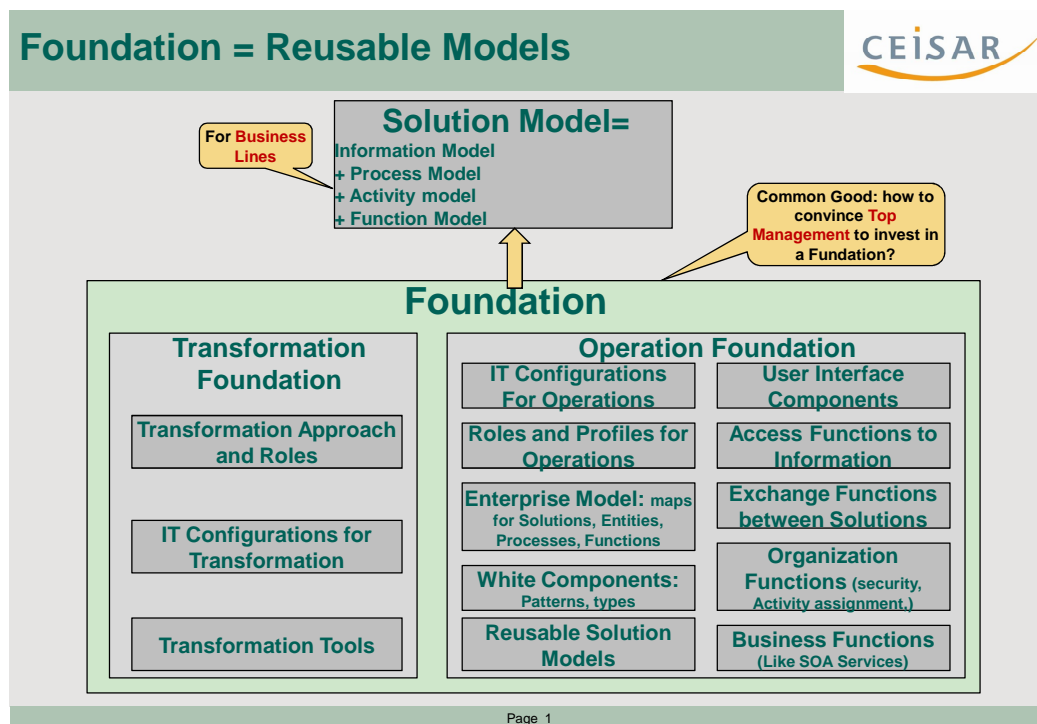 Foundation = Reusable Models
CEISAR
Solution Model=
Information Model
+ Process Model
+ Activity model
+ Function Model
For Business
Lines
Common Good: how to
convince Top
Management to invest in
a Fundation?
Foundation
Transformation
Foundation
Transformation Approach
and Roles
IT Configurations for
Transformation
Transformation Tools
Operation Foundation
IT Configurations
For Operations
Roles and Profiles for
Operations
Enterprise Model: maps
for Solutions, Entities,
Processes, Functions
White Components:
Patterns, types
Reusable Solution
Models
User Interface
Components
Access Functions to
Information
Exchange Functions
between Solutions
Organization
Functions (security,
Activity assignment,)
Business Functions
(Like SOA Services)
Page 1